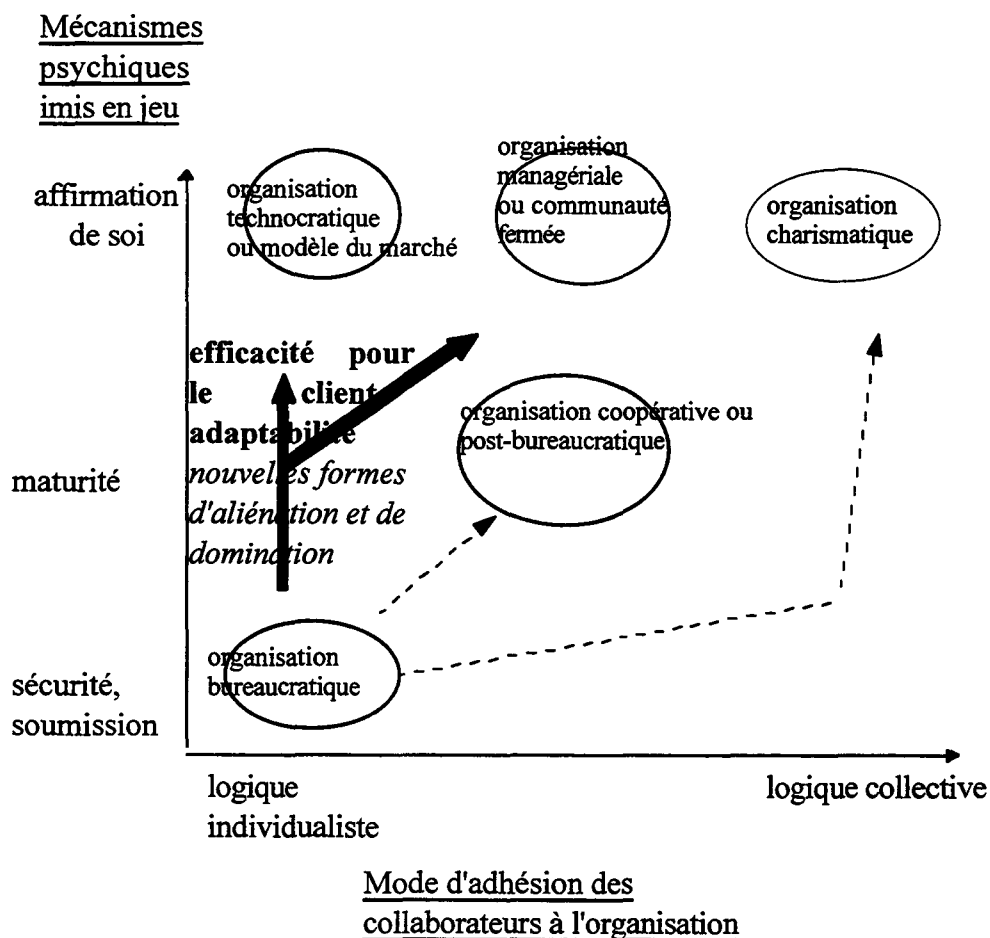 Mécanismes
psychiques
imis en jeu
affirmation
de soi
organisation
technocratique
ou modèle du marché
organisation
managériale
ou communauté
fermée
organisation
charismatique
efficacité pour
le client
adaptabilité
nouvelles formes
d'aliénation et de
domination
organisation coopérative ou
post-bureaucratique
maturité
organisation
bureaucratique
sécurité,
soumission
logique
individualiste
logique collective
Mode d'adhésion des
collaborateurs à l'organisation